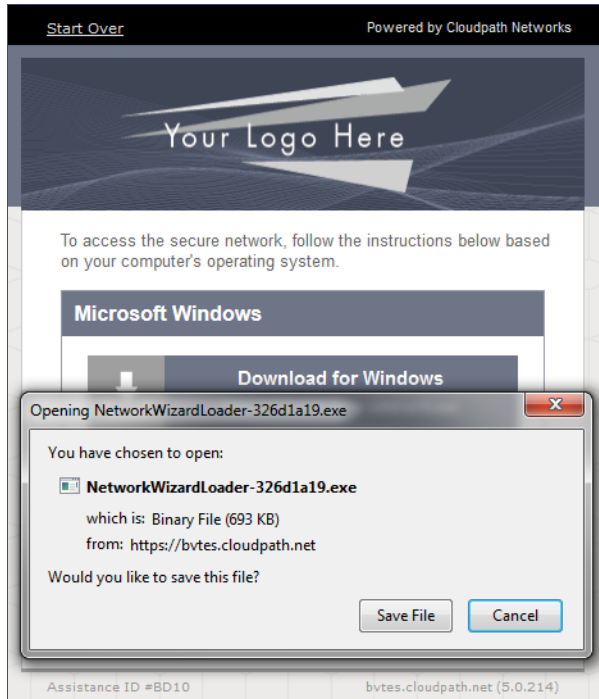 Start Over
Powered by Cloudpath Networks
Your Logo Here
To access the secure network, follow the instructions below based
on your computer's operating system.
Microsoft Windows
Download for Windows
Opening NetworkWizardLoader-326d1a19.exe
You have chosen to open:
NetworkWizardLoader-326d1a19.exe
which is: Binary File (693 KB)
from: https://bvtes.cloudpath.net
Would you like to save this file?
Save File
Cancel
Assistance ID #BD10
bvtes.cloudpath.net (5.0.214)